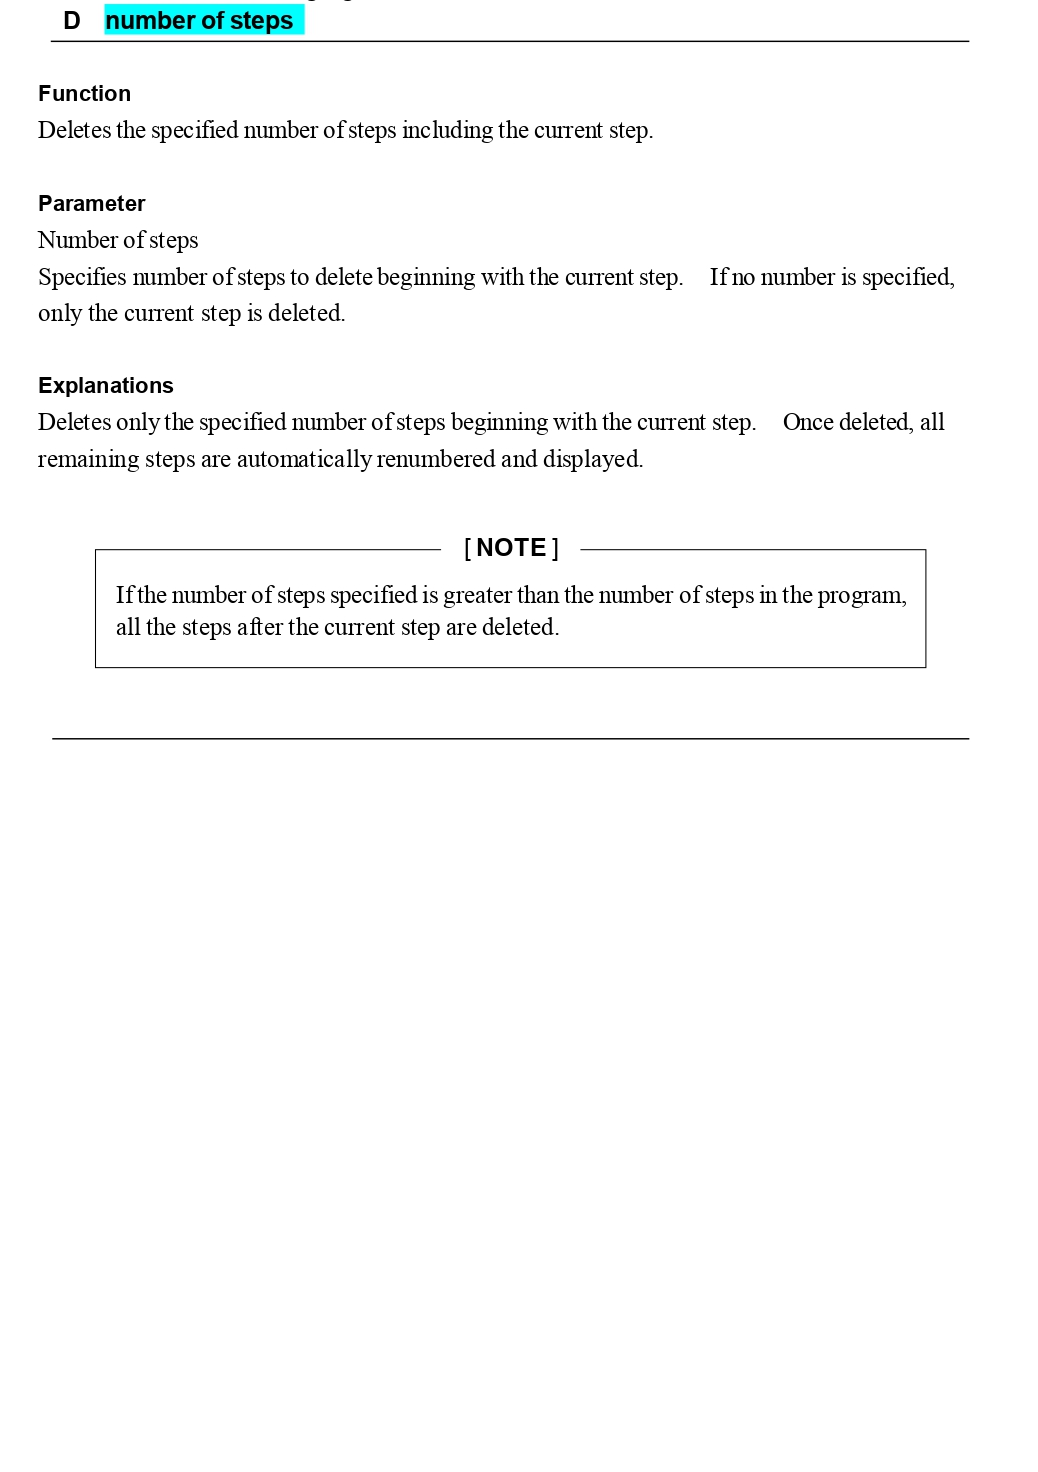 D number of steps
Function
Deletes the specified number of steps including the current step.
Parameter
Number of steps
Specifies number of steps to delete beginning with the current step. If no number is specified,
only the current step is deleted.
Explanations
Deletes only the specified number of steps beginning with the current step. Once deleted, all
remaining steps are automatically renumbered and displayed.
[ NOTE ]
If the number of steps specified is greater than the number of steps in the program,
all the steps after the current step are deleted.